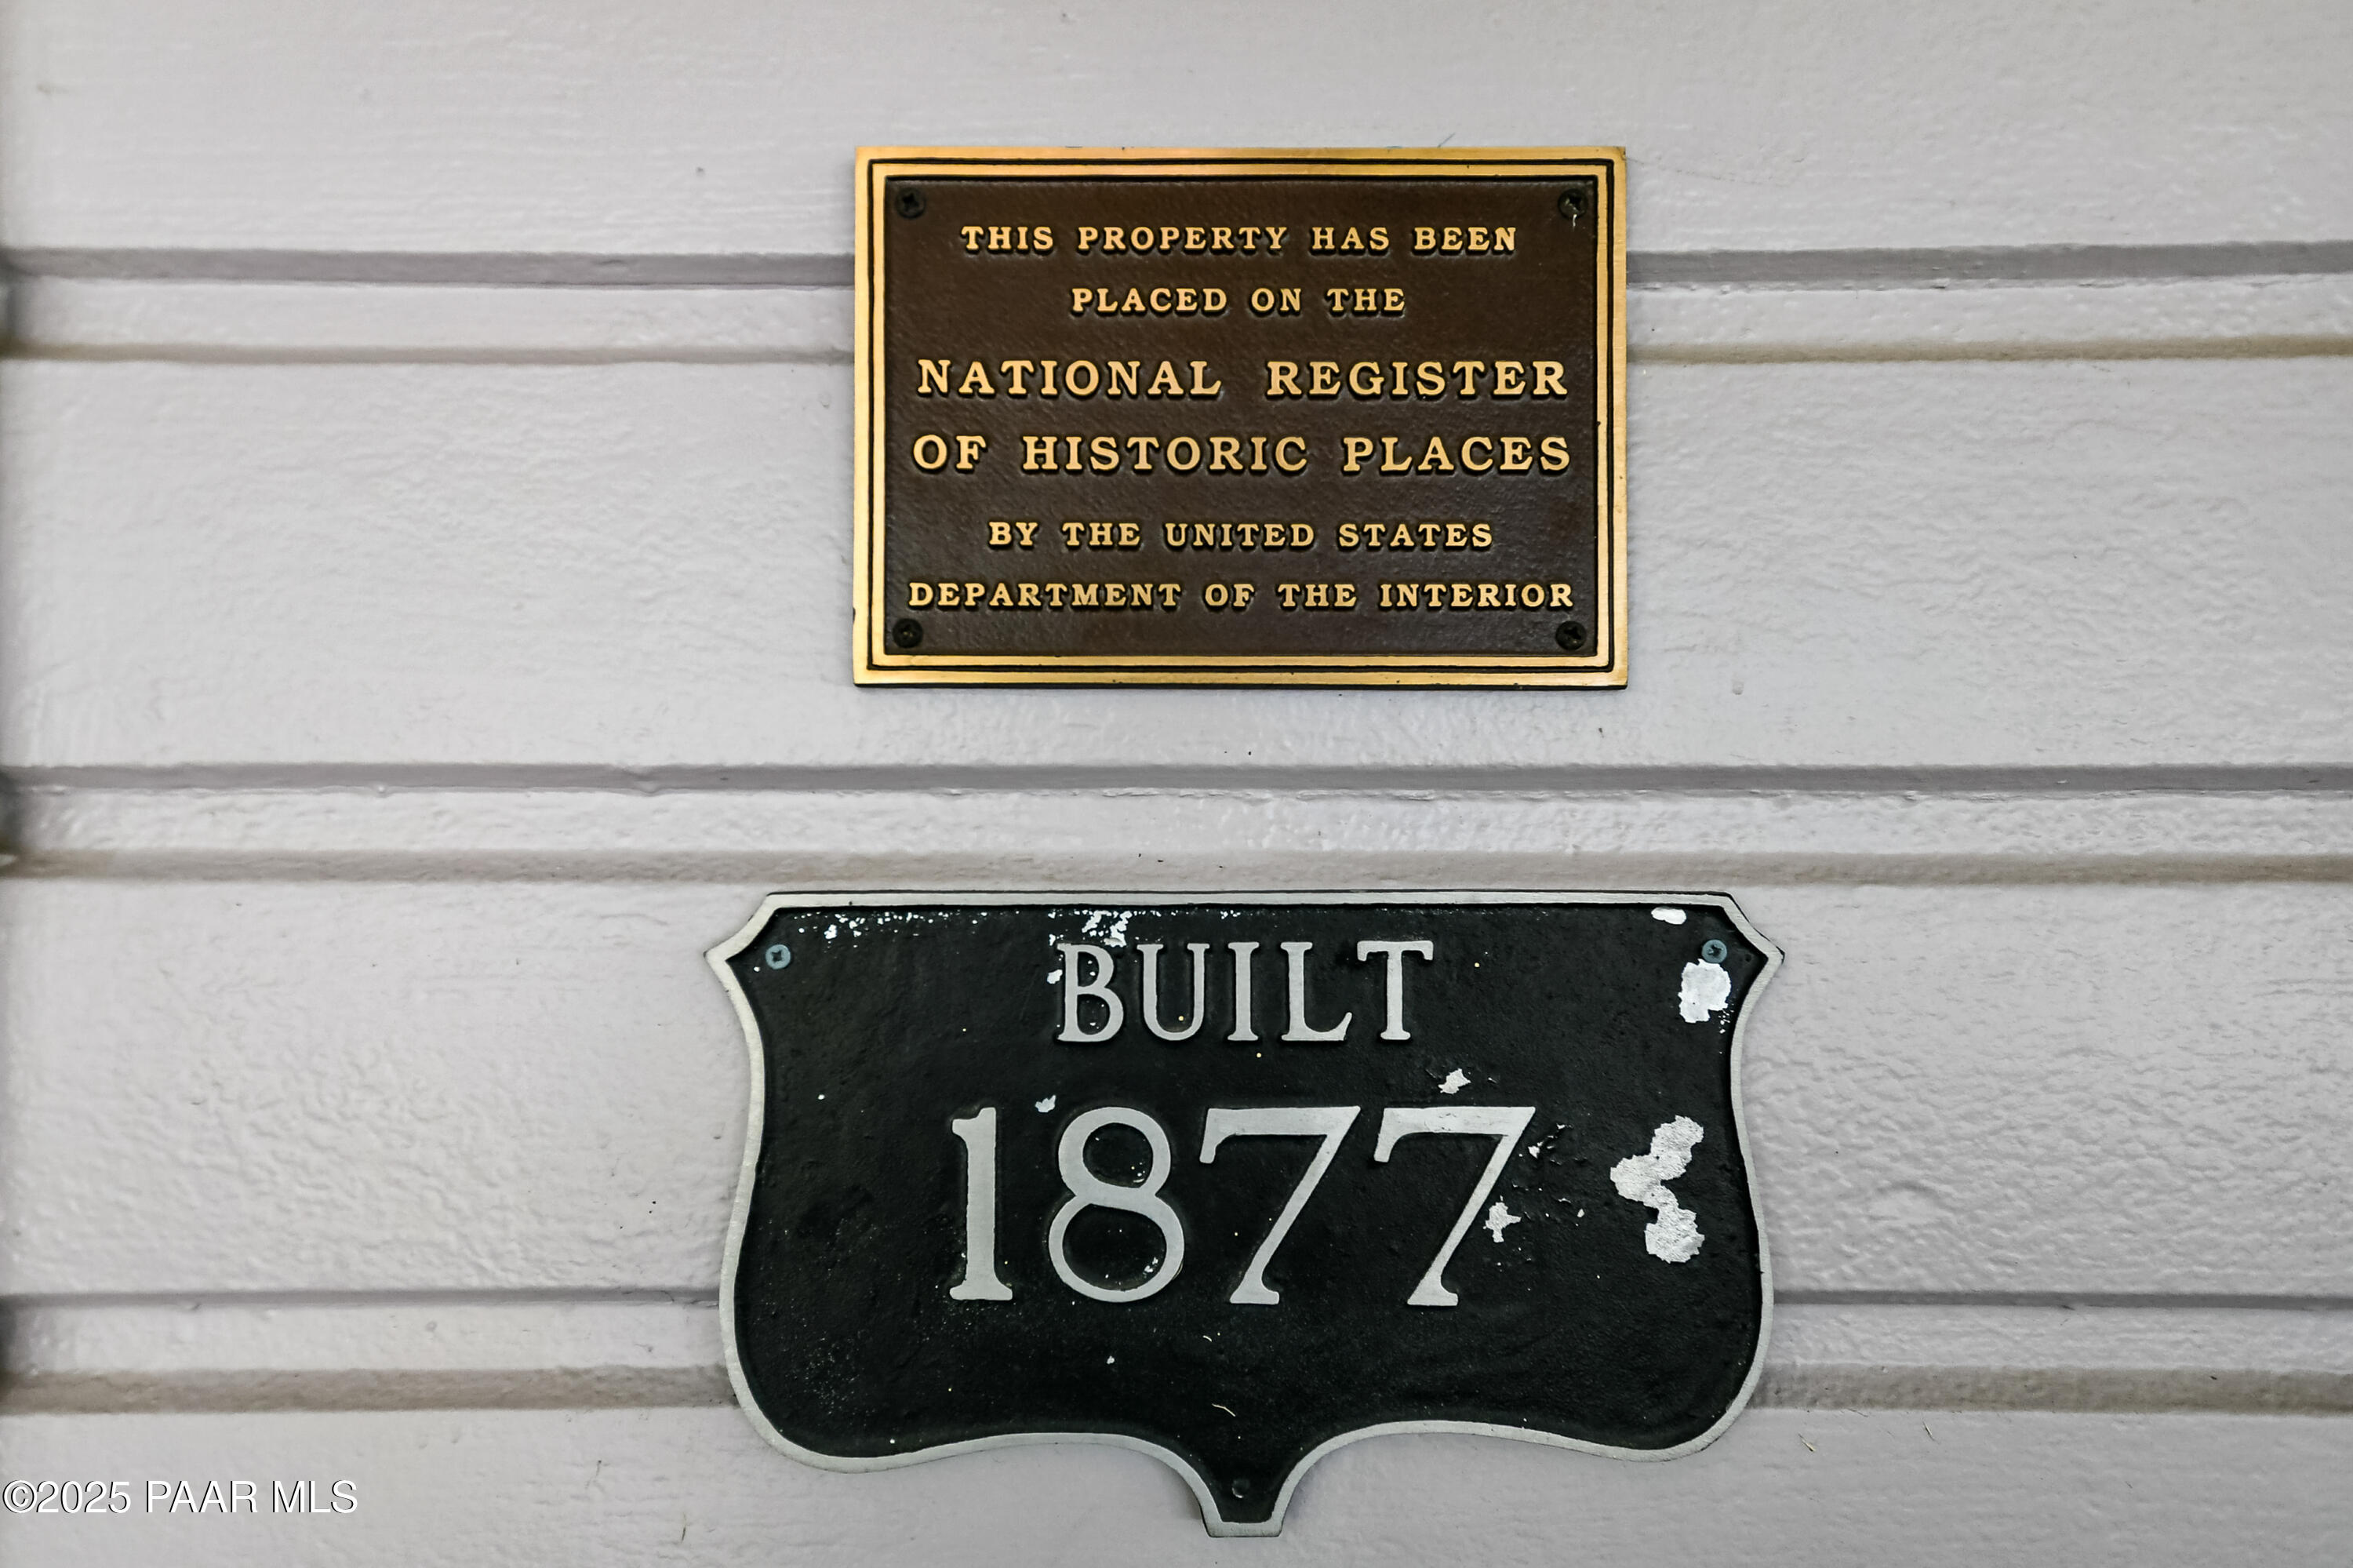 THIS PROPERTY HAS BEEN
PLACED ON THE
NATIONAL REGISTER
OF HISTORIC PLACES
BY THE UNITED STATES
DEPARTMENT OF THE INTERIOR
BUILT
1877
©2025 PAAR MLS